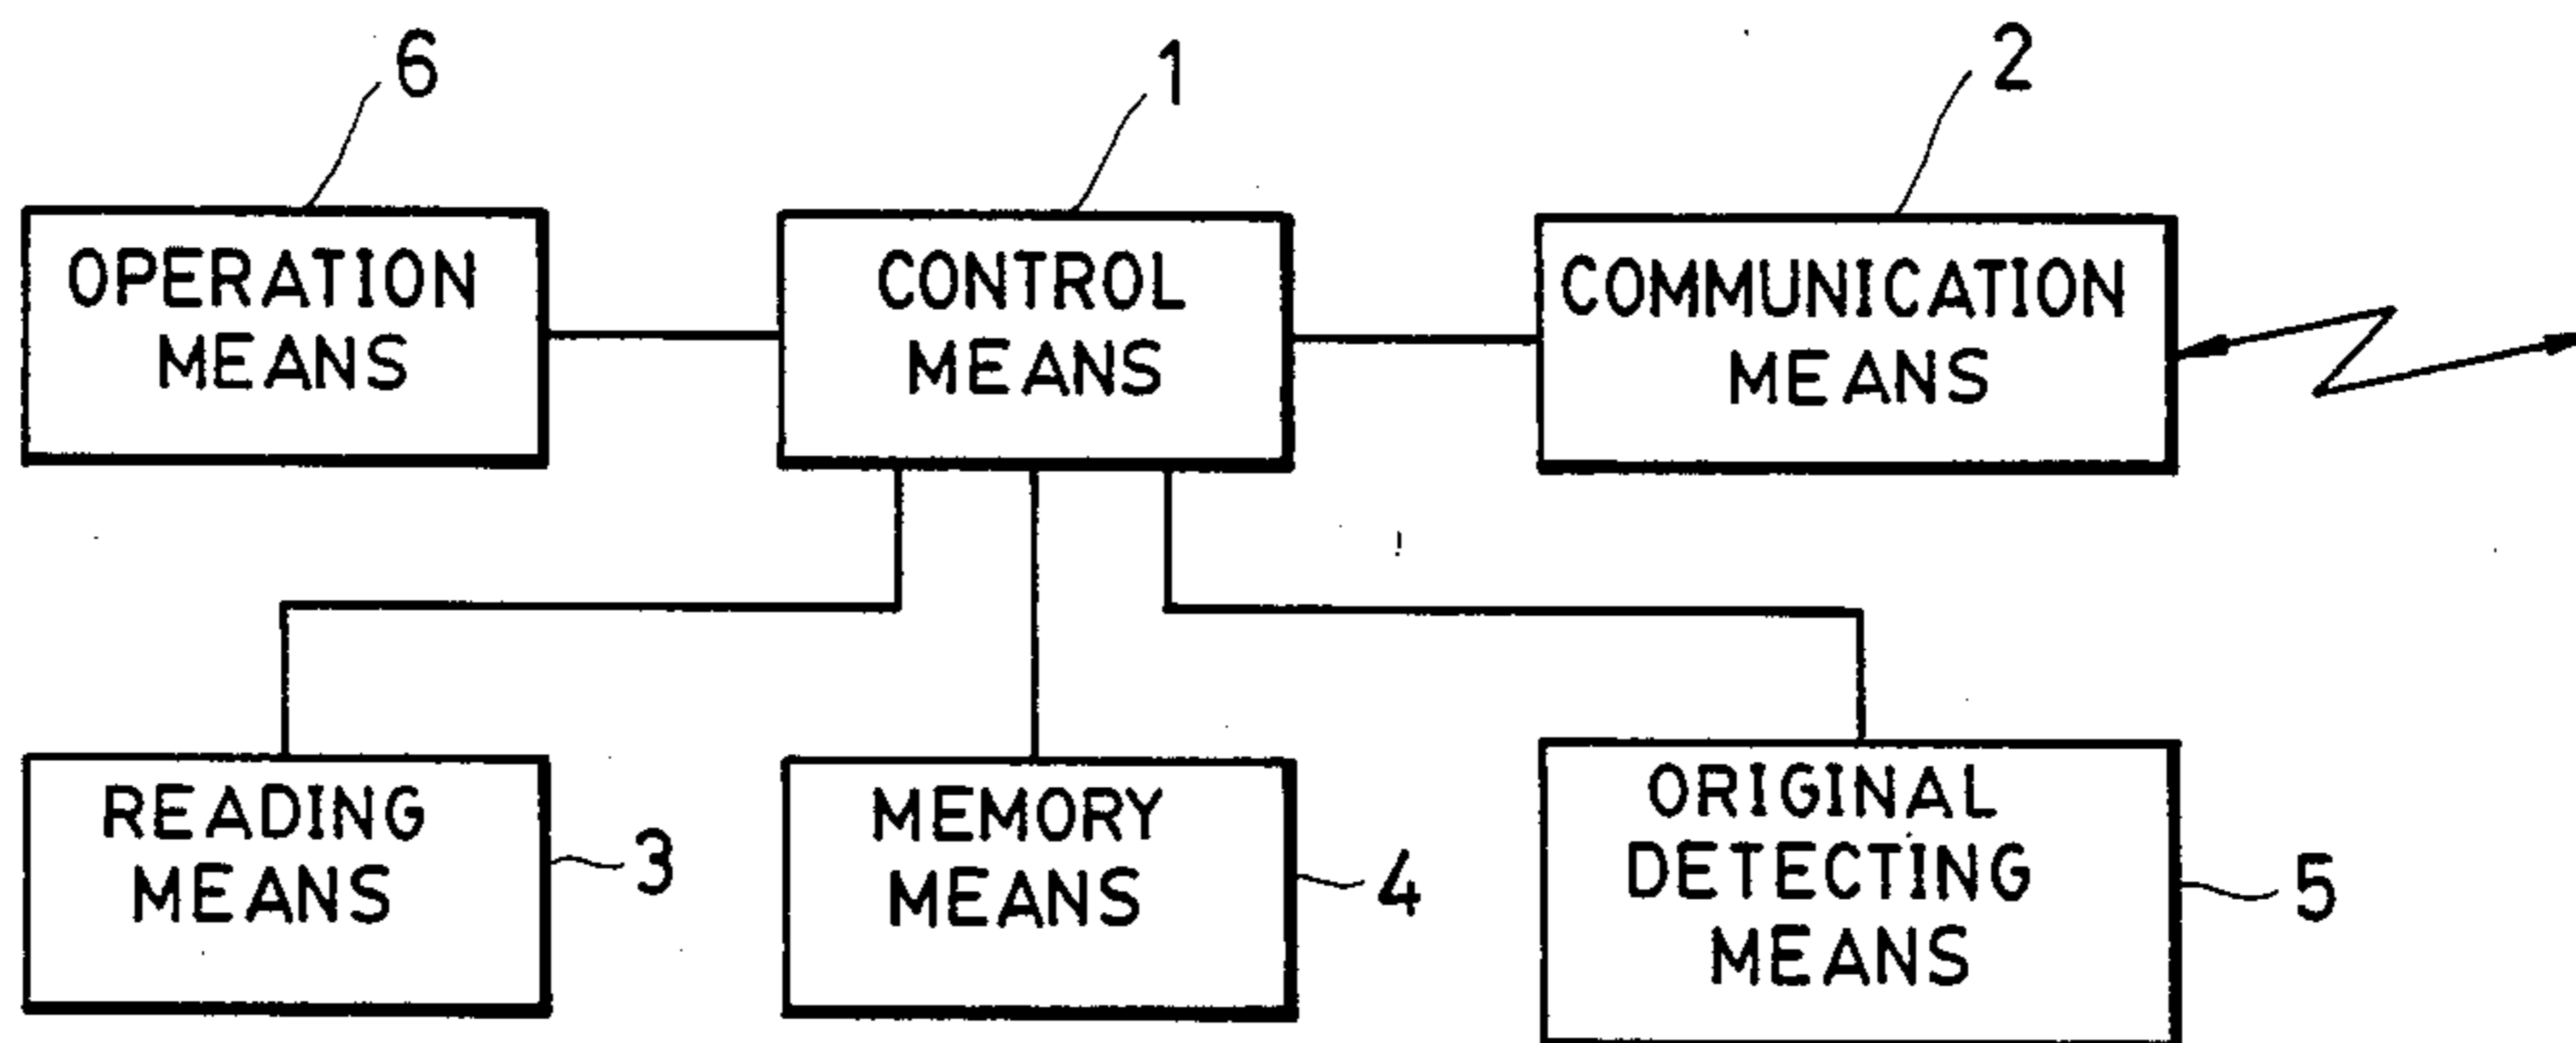 6
1
2
OPERATION
MEANS
CONTROL
MEANS
COMMUNICATION
MEANS
READING
MEANS
3
MEMORY
MEANS
4
ORIGINAL
DETECTING
MEANS
5